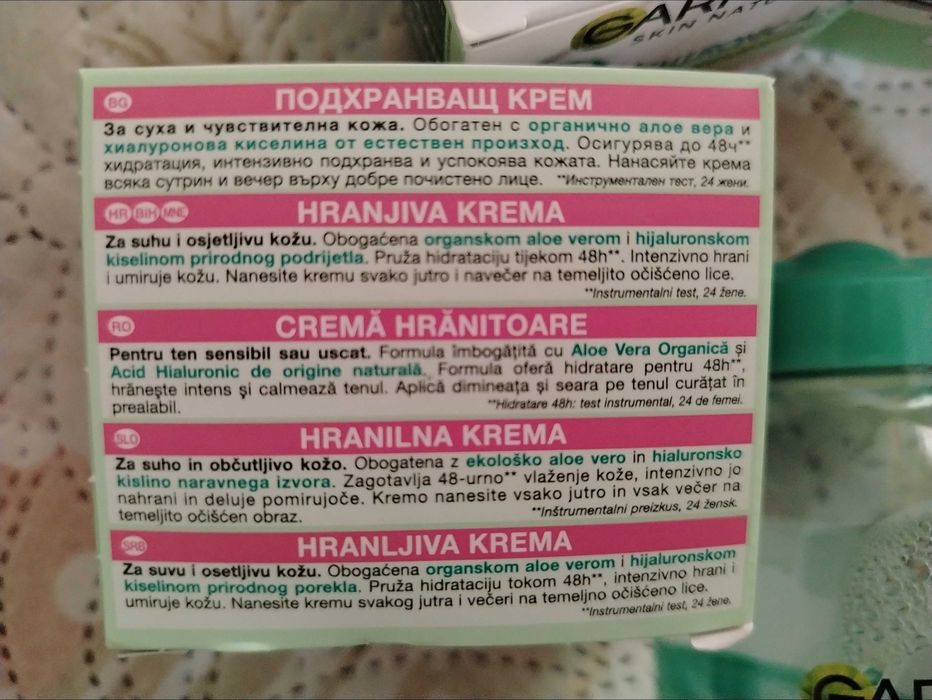 GARN
SKIN NATU
BG ПОДХРАНВАЩ КРЕМ
За суха и чувствителна кожа. Обогатен с органично алое вера и
хиалуронова киселина от естествен произход. Осигурява до 48ч**
хидратация, интензивно подхранва и успокоява кожата. Нанасяйте крема
всяка сутрин и вечер върху добре почистено лице. **Инструментален тест, 24 жени.
HR BiH MNE HRANJIVA KREMA
Za suhu i osjetljivu kožu. Obogaćena organskom aloe verom i hijaluronskom
kiselinom prirodnog podrijetla. Pruža hidrataciju tijekom 48h**. Intenzivno hrani
i umiruje kožu. Nanesite kremu svako jutro i navečer na temeljito očišćeno lice.
**Instrumentalni test, 24 žene.
RO CREMĂ HRĂNITOARE
Pentru ten sensibil sau uscat. Formula îmbogățită cu Aloe Vera Organică și
Acid Hialuronic de origine naturală. Formula oferă hidratare pentru 48h**,
hrănește intens și calmează tenul. Aplică dimineața și seara pe tenul curățat în
prealabil. **Hidratare 48h: test instrumental, 24 de femei.
SLO HRANILNA KREMA
Za suho in občutljivo kožo. Obogatena z ekološko aloe vero in hialuronsko
kislino naravnega izvora. Zagotavlja 48-urno** vlaženje kože, intenzivno jo
nahrani in deluje pomirujoče. Kremo nanesite vsako jutro in vsak večer na
temeljito očiščen obraz. **Inštrumentalni preizkus, 24 žensk.
SRB HRANLJIVA KREMA
Za suvu i osetljivu kožu. Obogaćena organskom aloe verom i hijaluronskom
kiselinom prirodnog porekla. Pruža hidrataciju tokom 48h**, intenzivno hrani i
umiruje kožu. Nanesite kremu svakog jutra i večeri na temeljno očišćeno lice.
**Instrumentalni test, 24 žene.
GAR